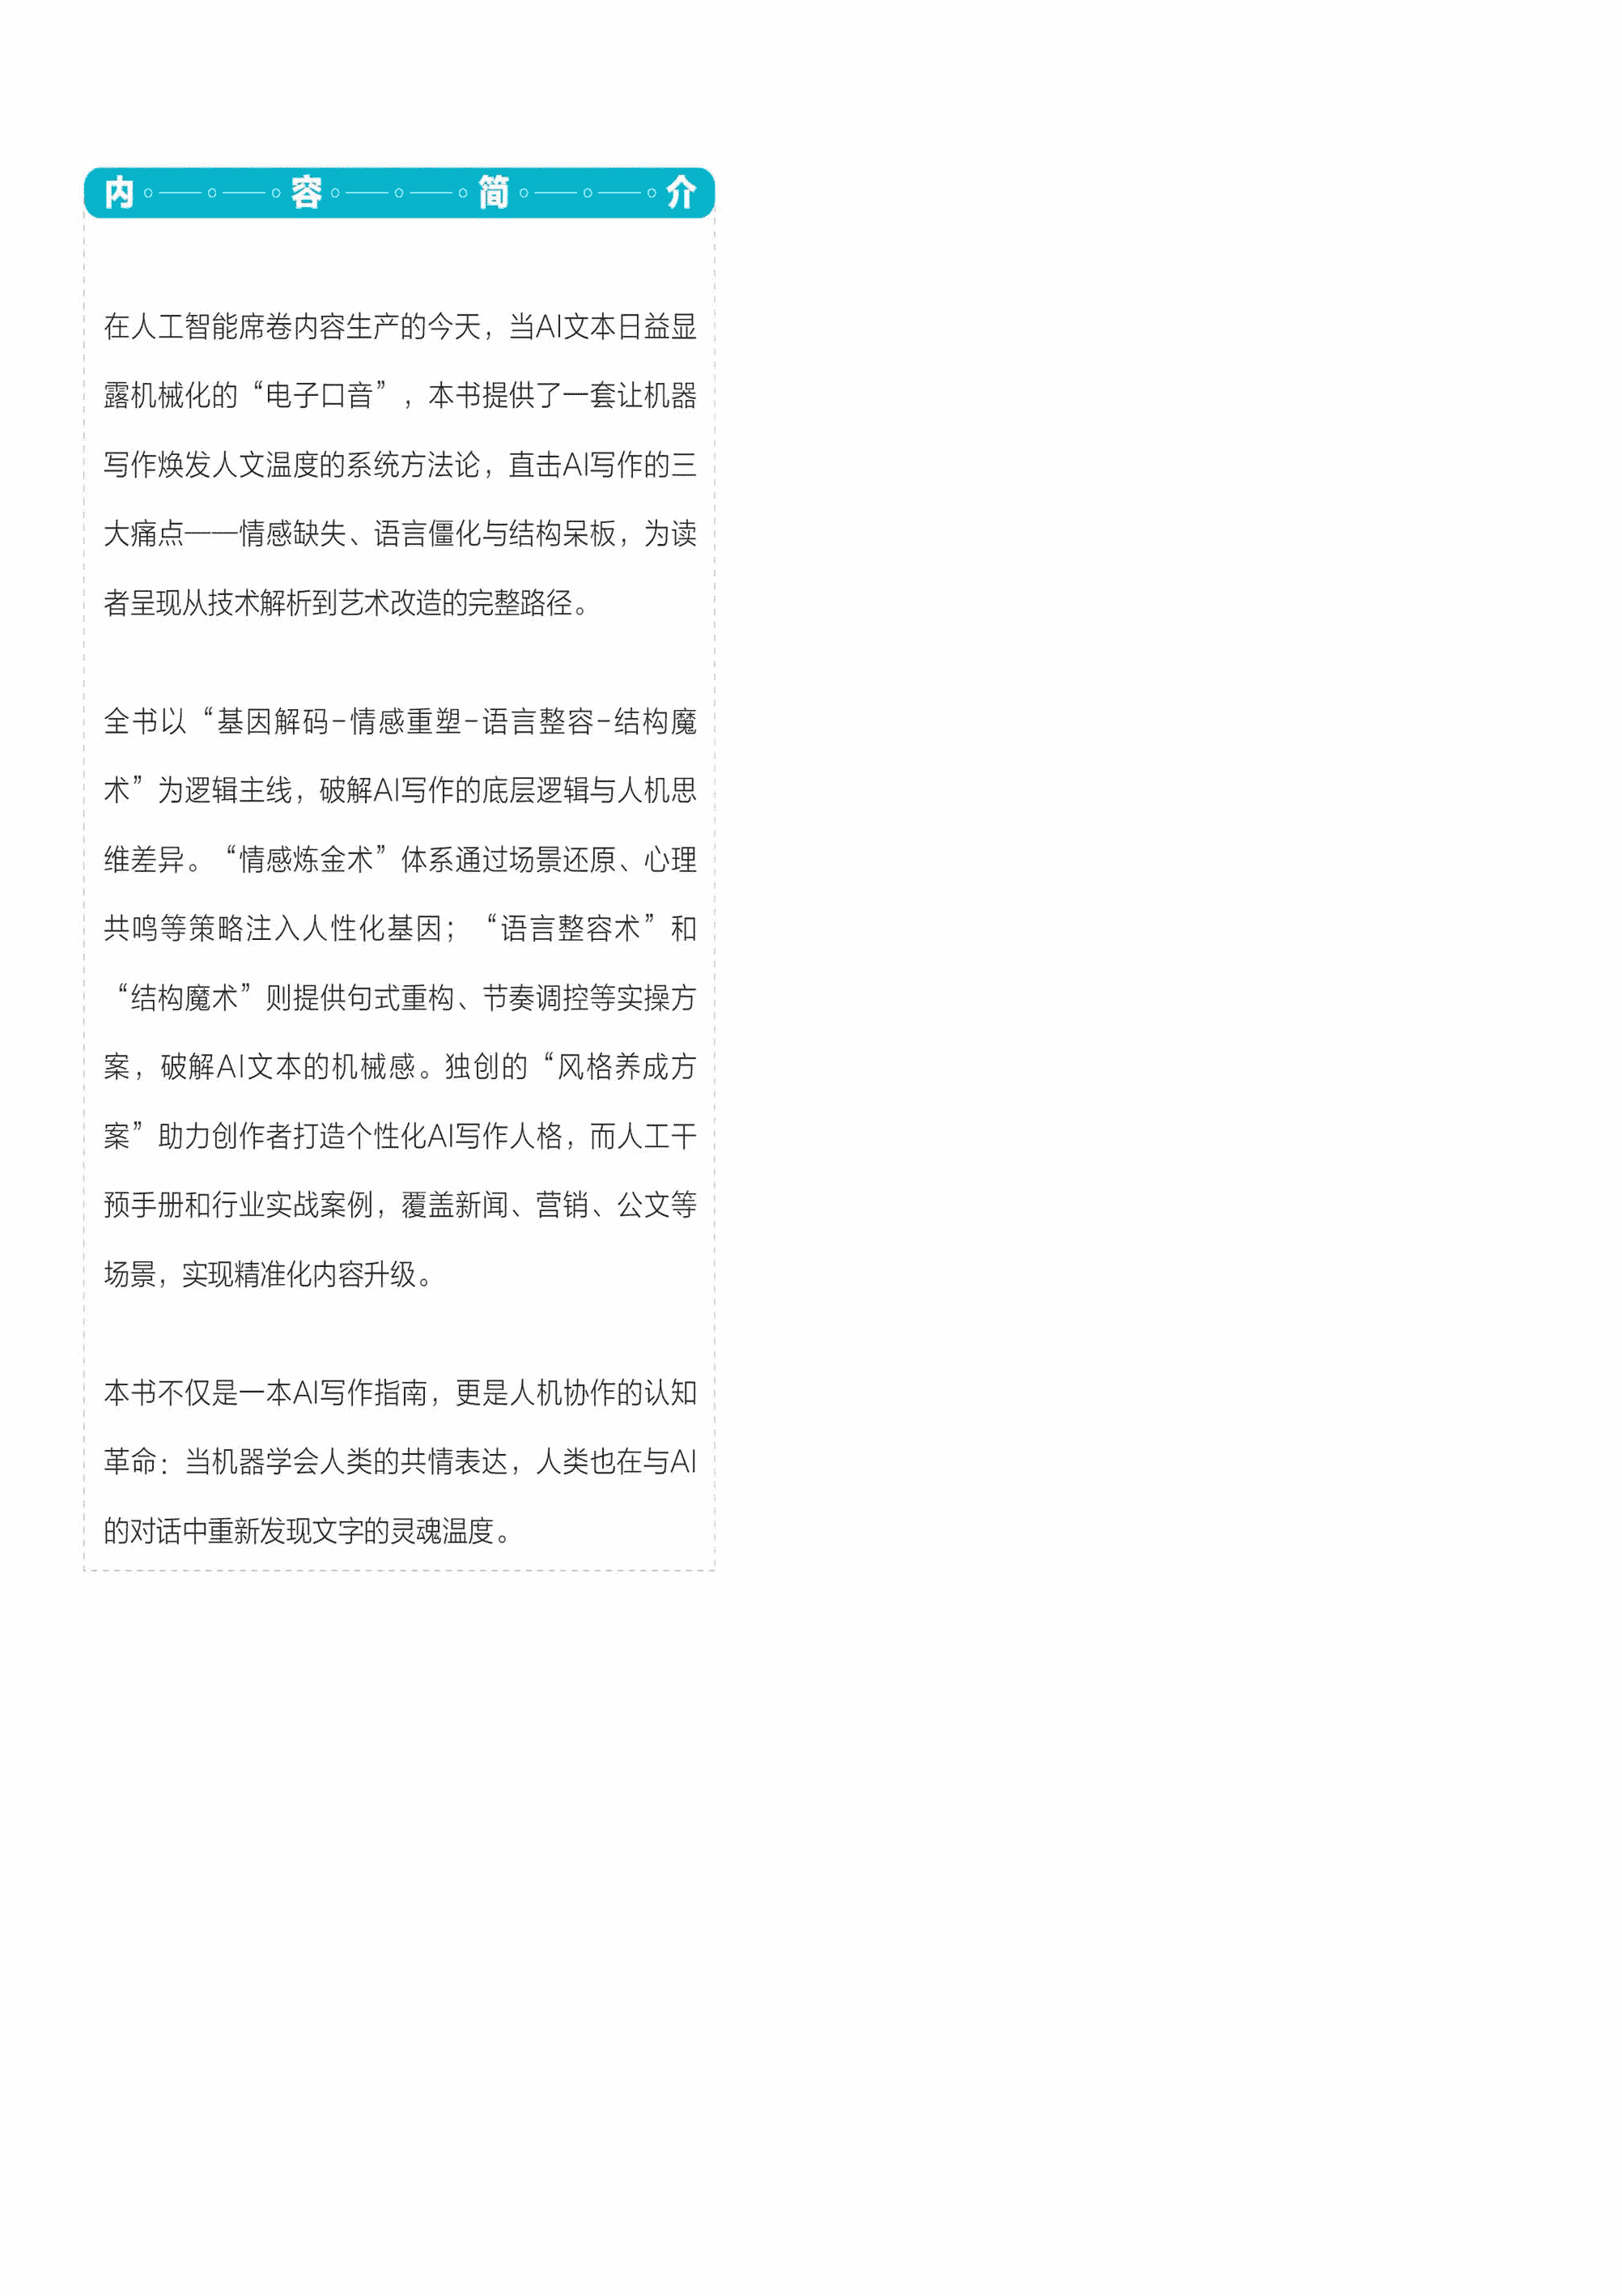 内容简介
在人工智能席卷内容生产的今天，当AI文本日益显
露机械化的“电子口音”，本书提供了一套让机器
写作焕发人文温度的系统方法论，直击AI写作的三
大痛点——情感缺失、语言僵化与结构呆板，为读
者呈现从技术解析到艺术改造的完整路径。
全书以“基因解码-情感重塑-语言整容-结构魔
术”为逻辑主线，破解AI写作的底层逻辑与人机思
维差异。“情感炼金术”体系通过场景还原、心理
共鸣等策略注入人性化基因；“语言整容术”和
“结构魔术”则提供句式重构、节奏调控等实操方
案，破解AI文本的机械感。独创的“风格养成方
案”助力创作者打造个性化AI写作人格，而人工干
预手册和行业实战案例，覆盖新闻、营销、公文等
场景，实现精准化内容升级。
本书不仅是一本AI写作指南，更是人机协作的认知
革命：当机器学会人类的共情表达，人类也在与AI
的对话中重新发现文字的灵魂温度。